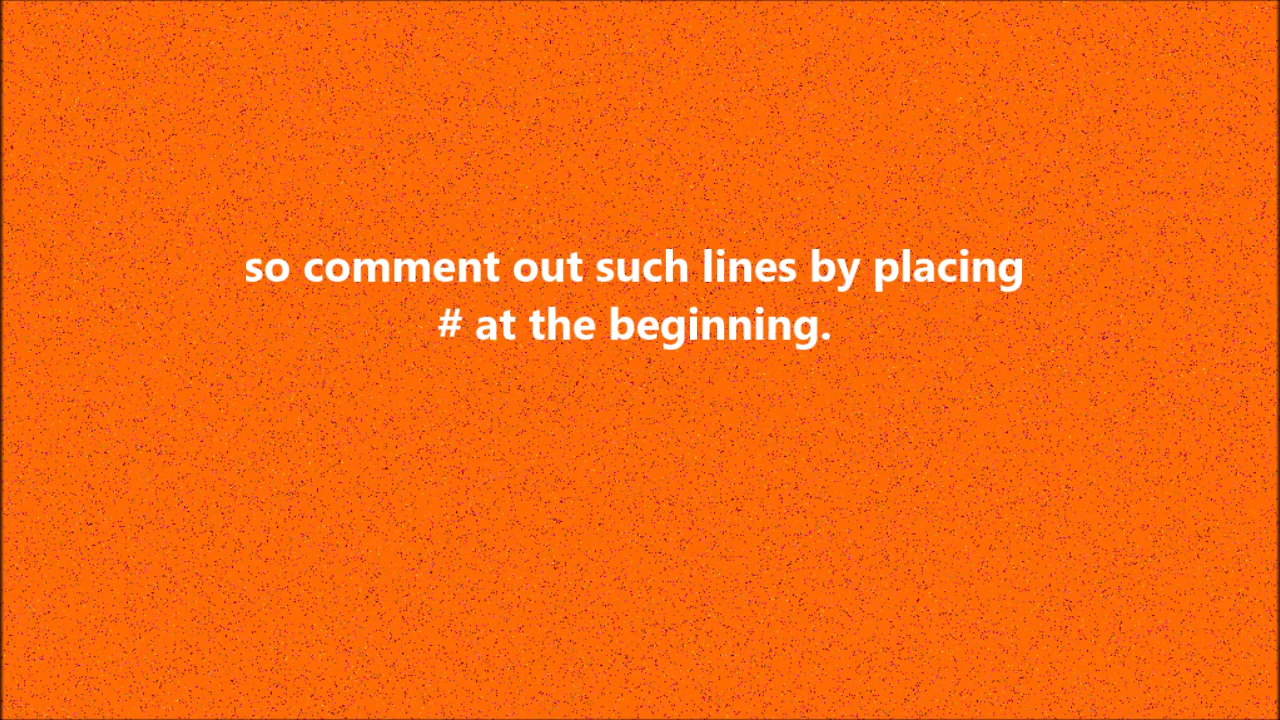 so comment out such lines by placing
# at the beginning.